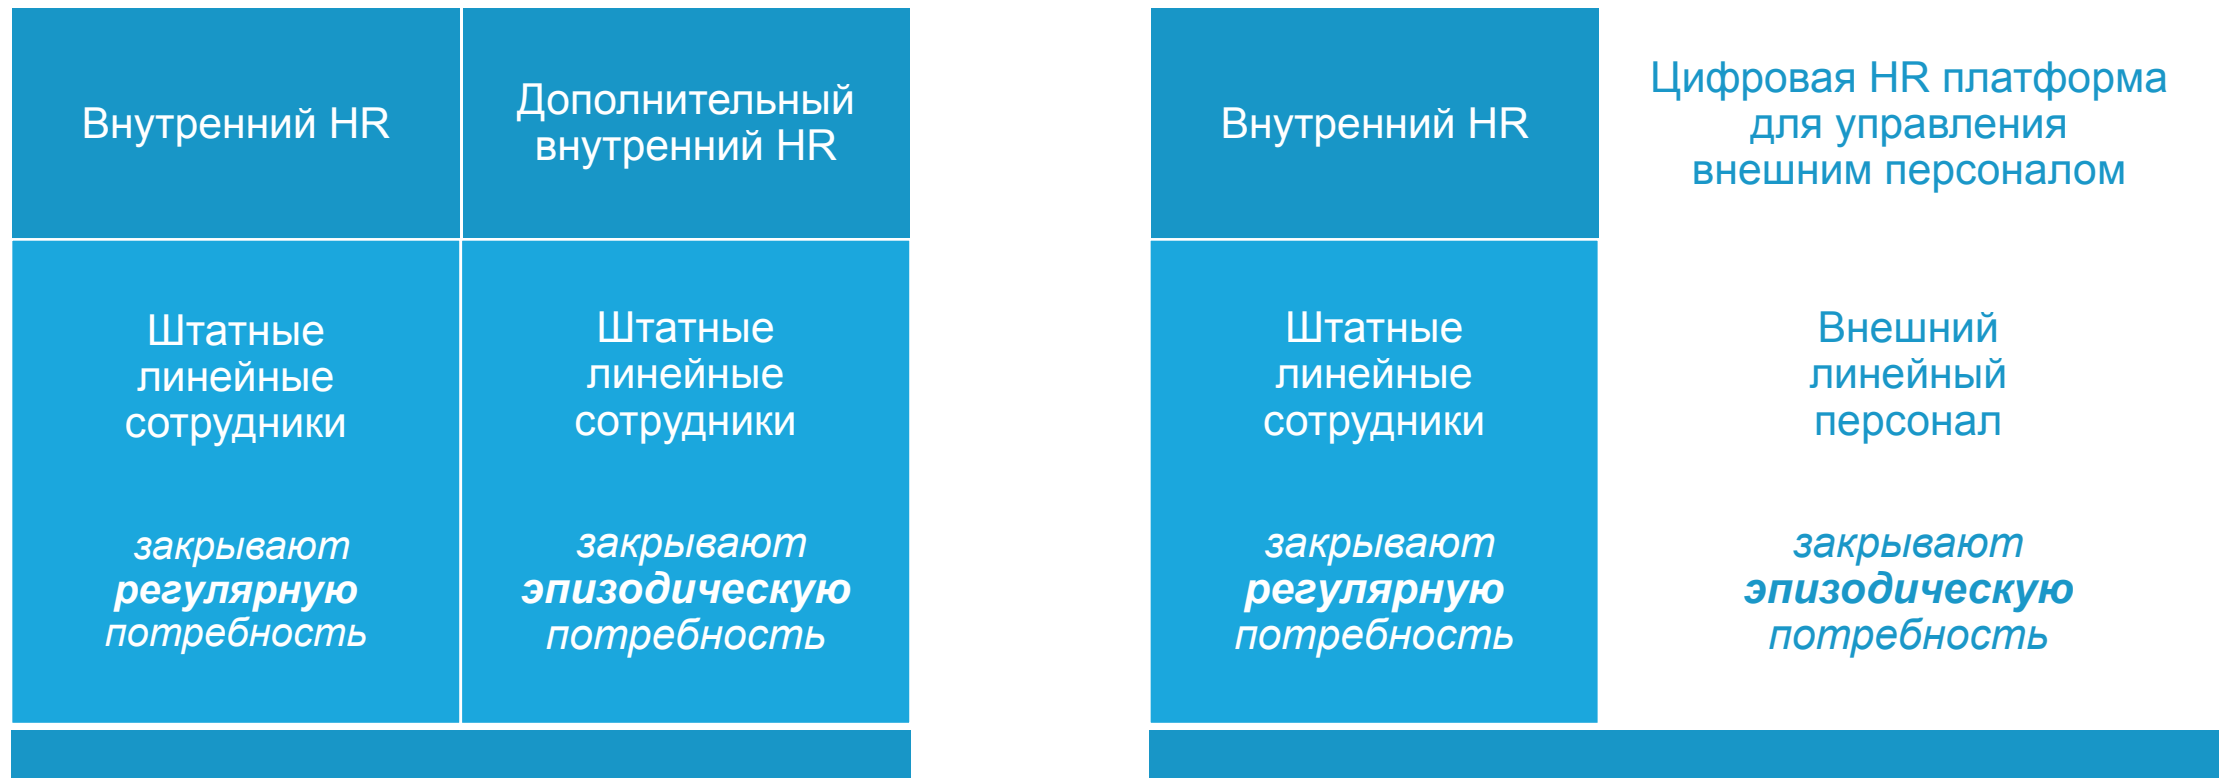 Внутренний HR
Дополнительный
внутренний HR
Штатные
линейные
сотрудники
Штатные
линейные
сотрудники
закрывают
регулярную
потребность
закрывают
эпизодическую
потребность
Внутренний HR
Цифровая HR платформа
для управления
внешним персоналом
Штатные
линейные
сотрудники
Внешний
линейный
персонал
закрывают
регулярную
потребность
закрывают
эпизодическую
потребность